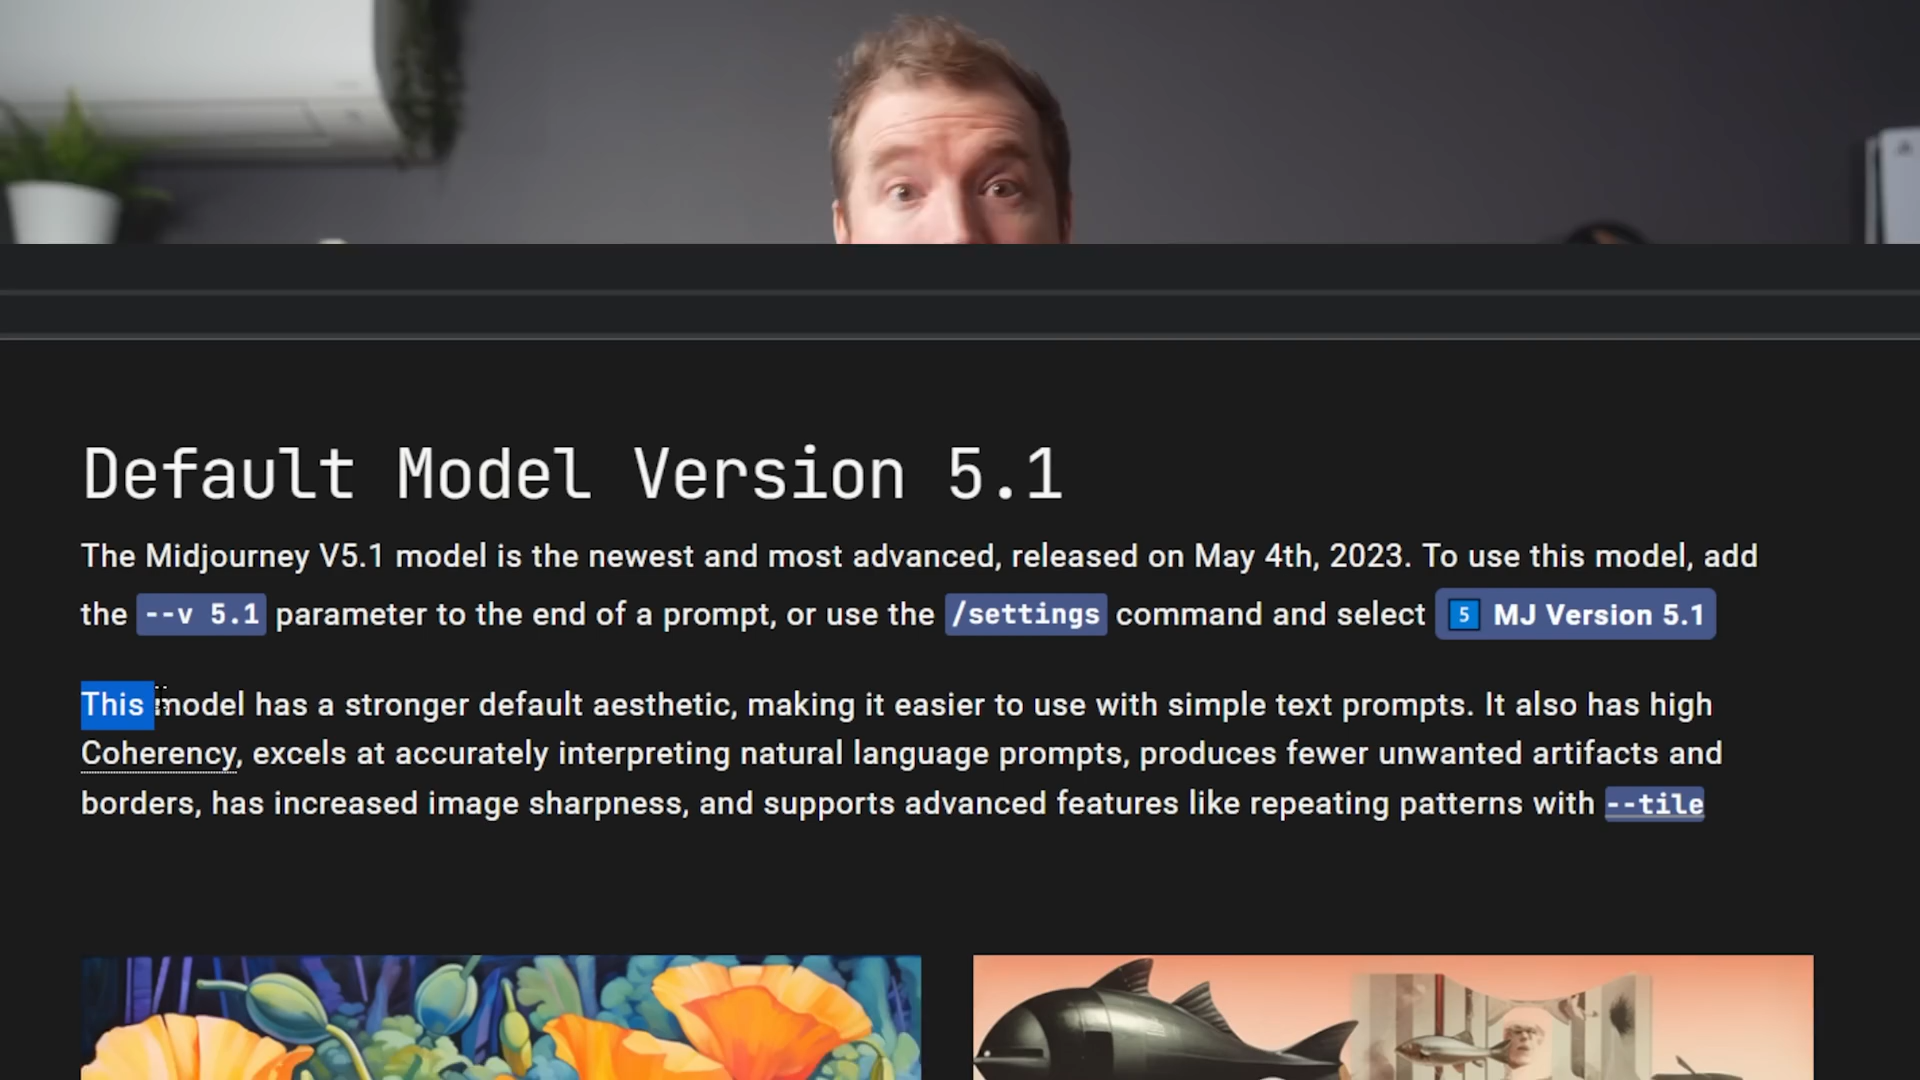 Default Model Version 5.1
The Midjourney V5.1 model is the newest and most advanced, released on May 4th, 2023. To use this model, add
the --v 5.1 parameter to the end of a prompt, or use the /settings command and select 5 MJ Version 5.1
This model has a stronger default aesthetic, making it easier to use with simple text prompts. It also has high
Coherency, excels at accurately interpreting natural language prompts, produces fewer unwanted artifacts and
borders, has increased image sharpness, and supports advanced features like repeating patterns with --tile